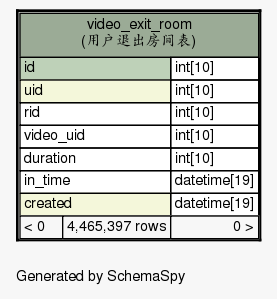 video_exit_room
(用户退出房间表)
id int[10]
uid int[10]
rid int[10]
video_uid int[10]
duration int[10]
in_time datetime[19]
created datetime[19]
< 0 4,465,397 rows 0 >
Generated by SchemaSpy